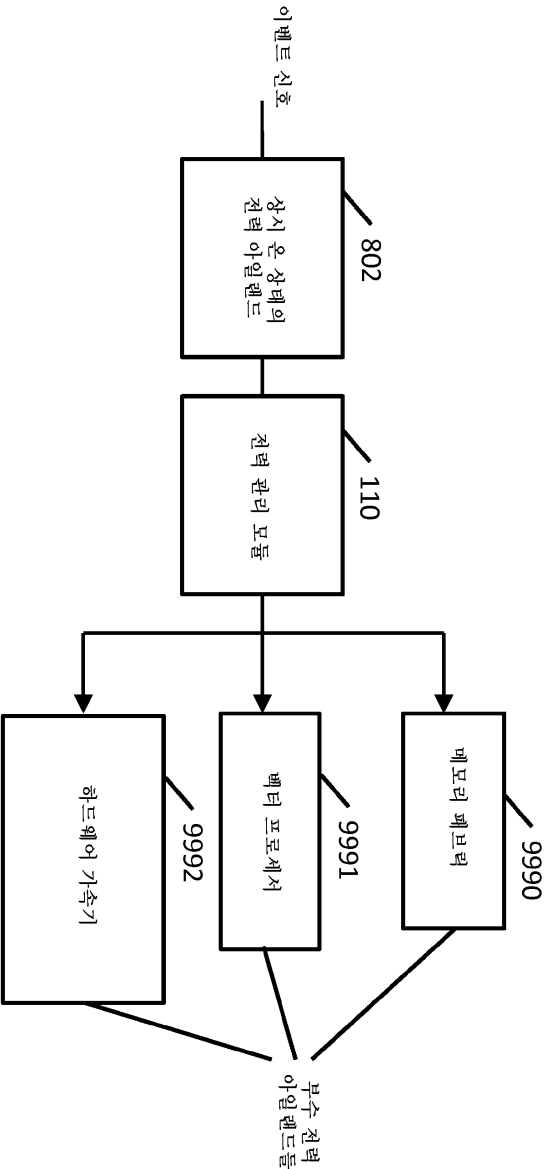 이벤트 신호
802
상시 온 상태의
전력 아일랜드
110
전력 관리 모듈
9990
메모리 패브릭
9991
벡터 프로세서
9992
하드웨어 가속기
부수 전력
아일랜드들